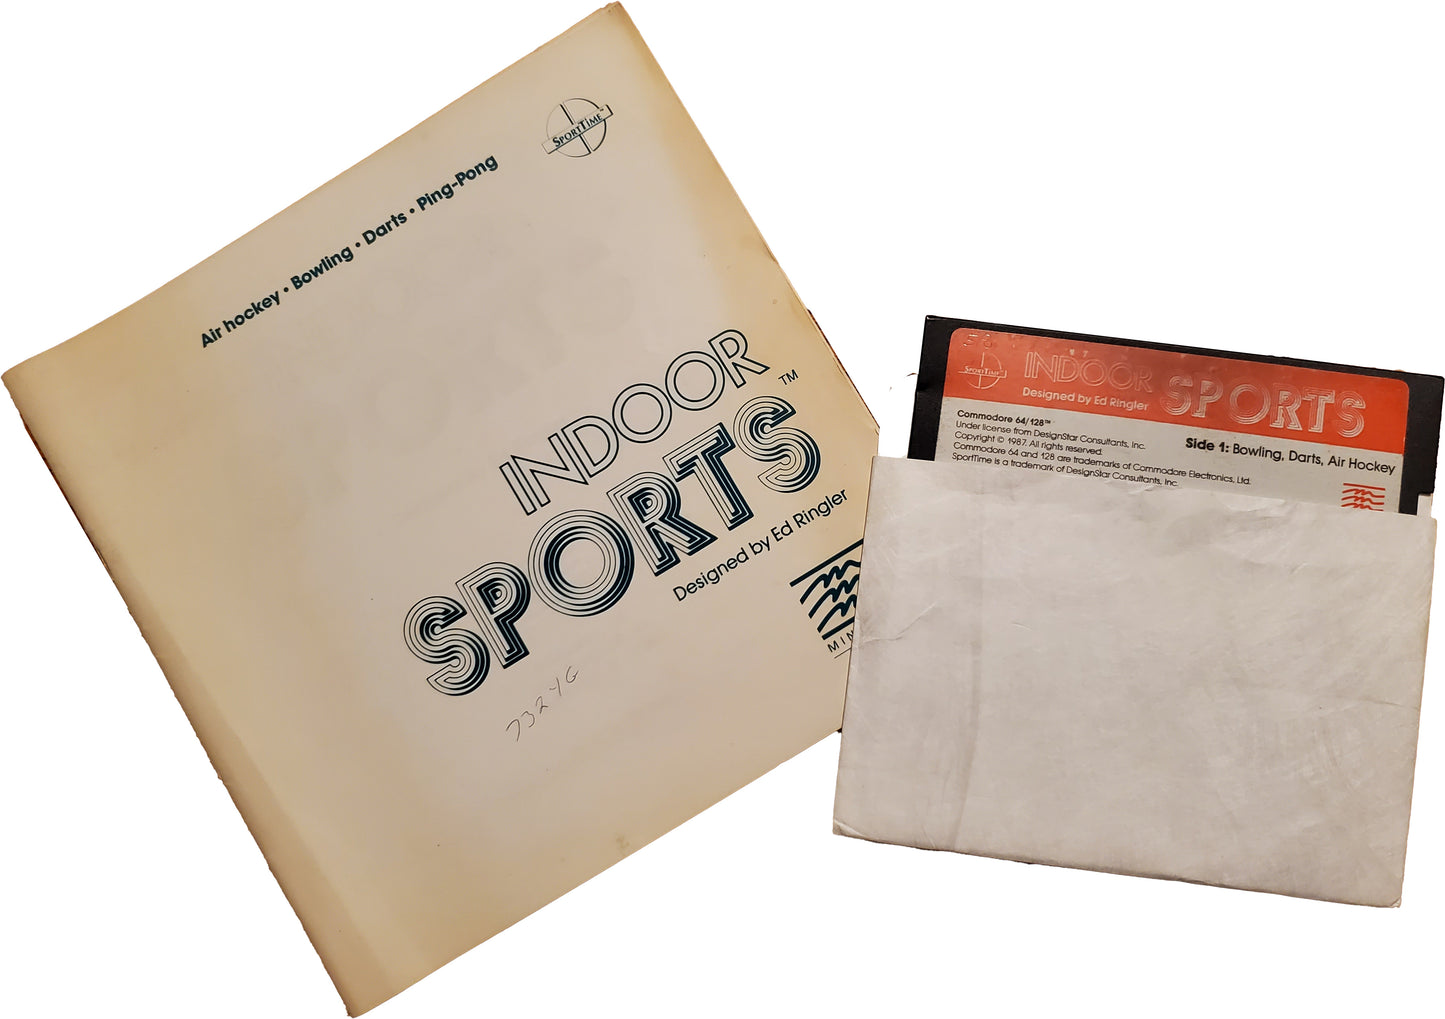 SPORTTIME
Air hockey • Bowling • Darts • Ping-Pong
INDOOR
SPORTS™
Designed by Ed Ringler
7324G
SPORTTIME™
INDOOR SPORTS
Designed by Ed Ringler
Commodore 64/128™
Under license from DesignStar Consultants, Inc.
Copyright © 1987. All rights reserved.
Commodore 64 and 128 are trademarks of Commodore Electronics, Ltd.
SportTime is a trademark of DesignStar Consultants, Inc.
Side 1: Bowling, Darts, Air Hockey